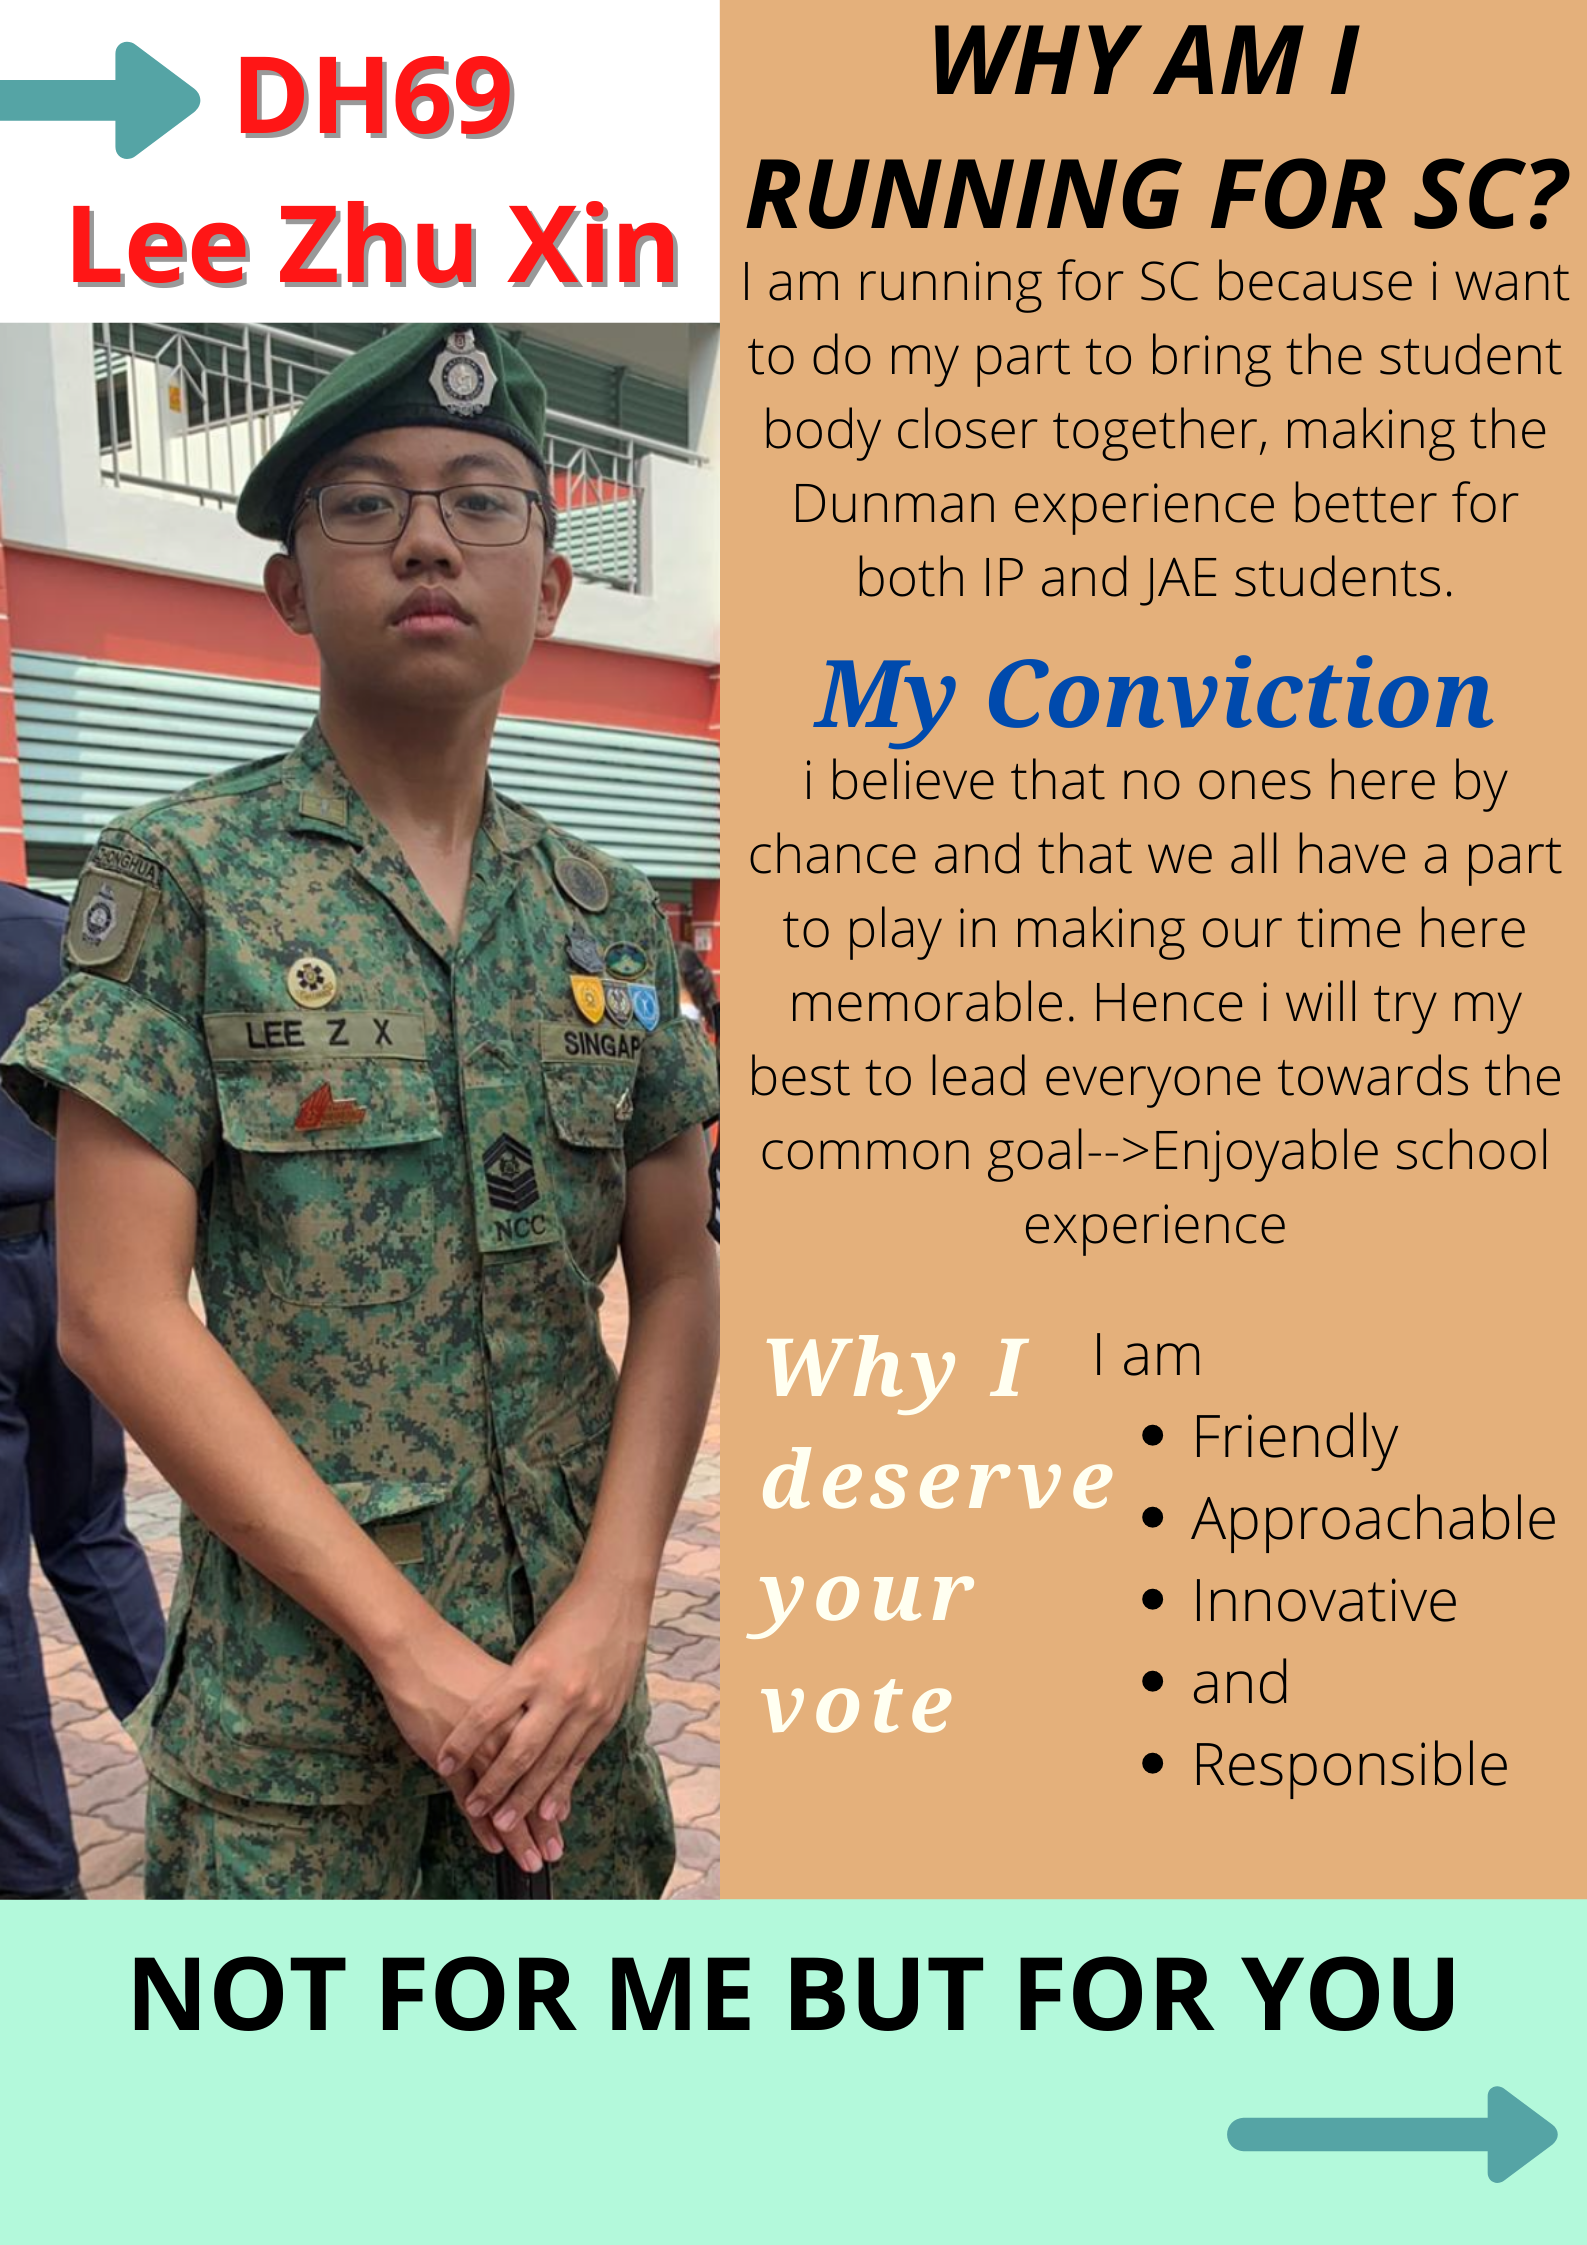 DH69
Lee Zhu Xin
WHY AM I
RUNNING FOR SC?
I am running for SC because i want
to do my part to bring the student
body closer together, making the
Dunman experience better for
both IP and JAE students.
My Conviction
i believe that no ones here by
chance and that we all have a part
to play in making our time here
memorable. Hence i will try my
best to lead everyone towards the
common goal-->Enjoyable school
experience
Why I
deserve
your
vote
I am
• Friendly
• Approachable
• Innovative
• and
• Responsible
ZHONGHUA
LEE Z X
SINGAP
NCC
NOT FOR ME BUT FOR YOU